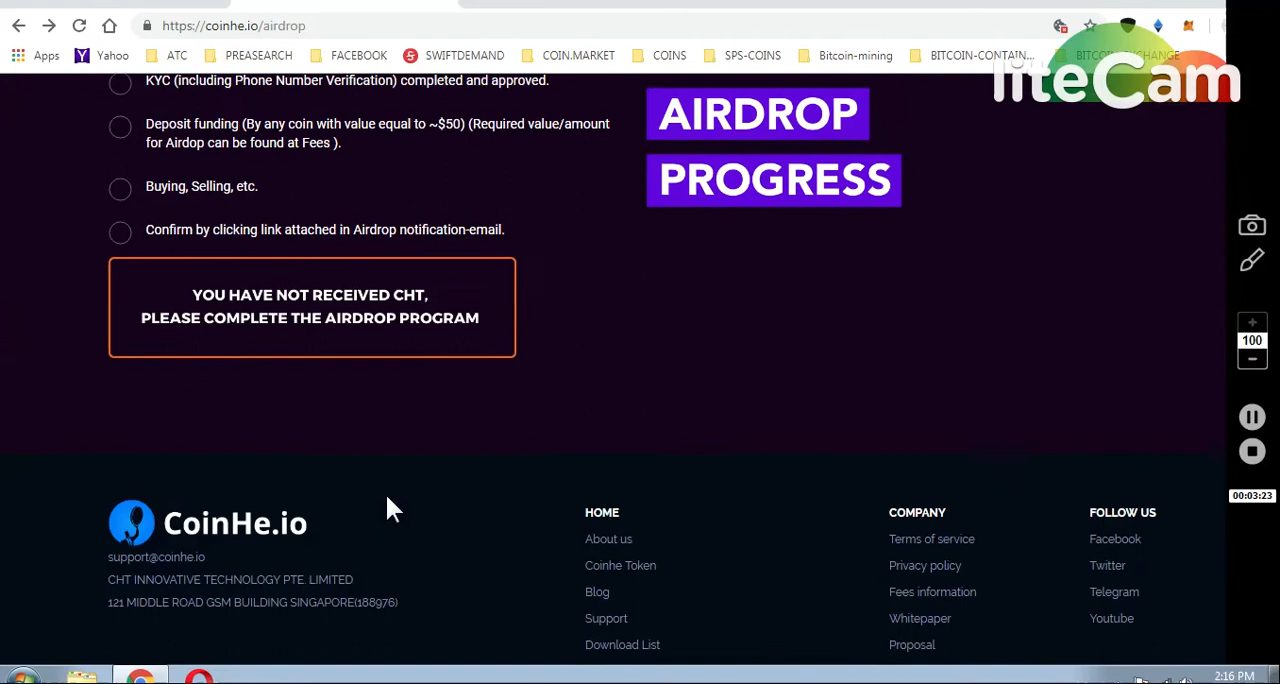 https://coinhe.io/airdrop
Apps Yahoo ATC PREASEARCH FACEBOOK SWIFTDEMAND COIN.MARKET COINS SPS-COINS Bitcoin-mining BITCOIN-CONTAIN... BITCOIN-EXCHANGE
liteCam
KYC (including Phone Number Verification) completed and approved.
Deposit funding (By any coin with value equal to ~$50) (Required value/amount
for Airdop can be found at Fees ).
Buying, Selling, etc.
Confirm by clicking link attached in Airdrop notification-email.
YOU HAVE NOT RECEIVED CHT,
PLEASE COMPLETE THE AIRDROP PROGRAM
AIRDROP
PROGRESS
100
00:03:23
CoinHe.io
support@coinhe.io
CHT INNOVATIVE TECHNOLOGY PTE. LIMITED
121 MIDDLE ROAD GSM BUILDING SINGAPORE(188976)
HOME
About us
Coinhe Token
Blog
Support
Download List
COMPANY
Terms of service
Privacy policy
Fees information
Whitepaper
Proposal
FOLLOW US
Facebook
Twitter
Telegram
Youtube
2:16 PM